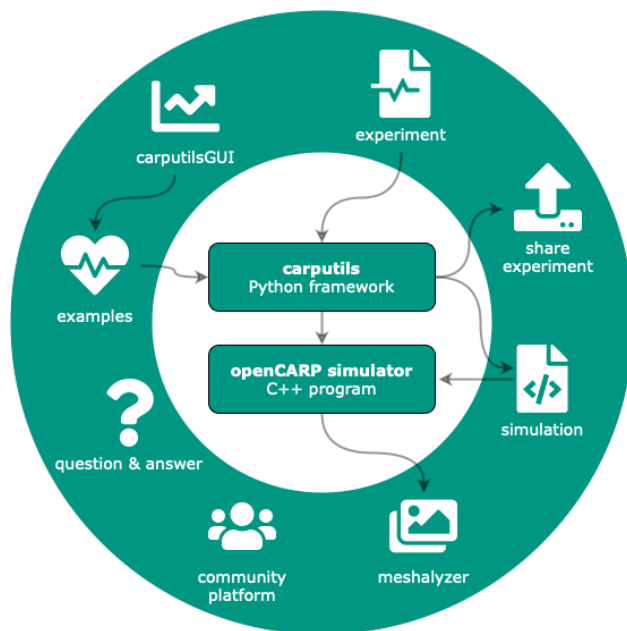 carputilsGUI
experiment
share
experiment
examples
carputils
Python framework
openCARP simulator
C++ program
</>
simulation
question & answer
community
platform
meshalyzer